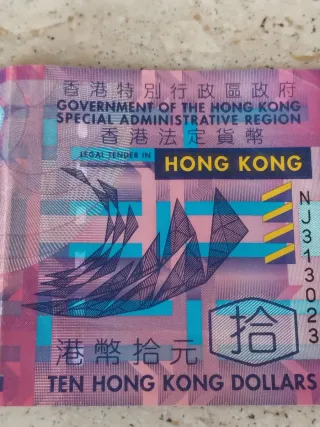 香港特別行政區政府
GOVERNMENT OF THE HONG KONG
SPECIAL ADMINISTRATIVE REGION
香港法定貨幣
LEGAL TENDER IN HONG KONG
NJ313023
拾
港幣拾元
TEN HONG KONG DOLLARS